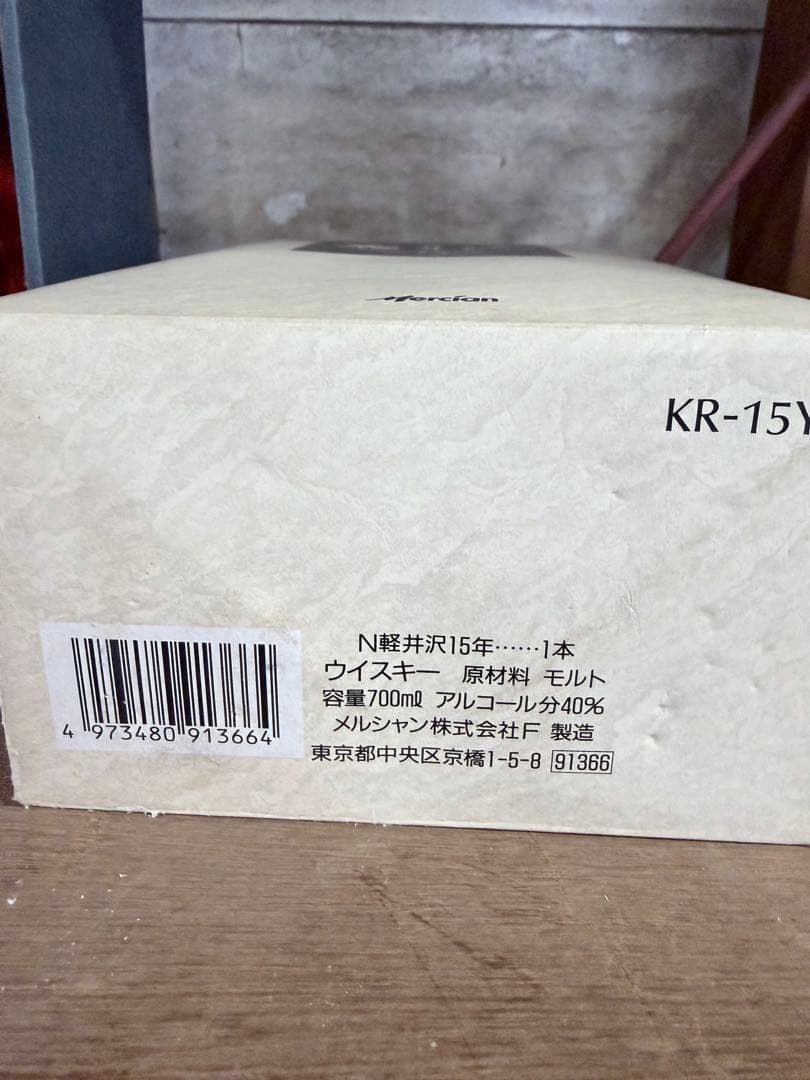 Mercian
KR-15Y
N軽井沢15年……1本
ウイスキー 原材料 モルト
容量700mℓ アルコール分40%
メルシャン株式会社F 製造
東京都中央区京橋1-5-8 91366
4 973480 913664